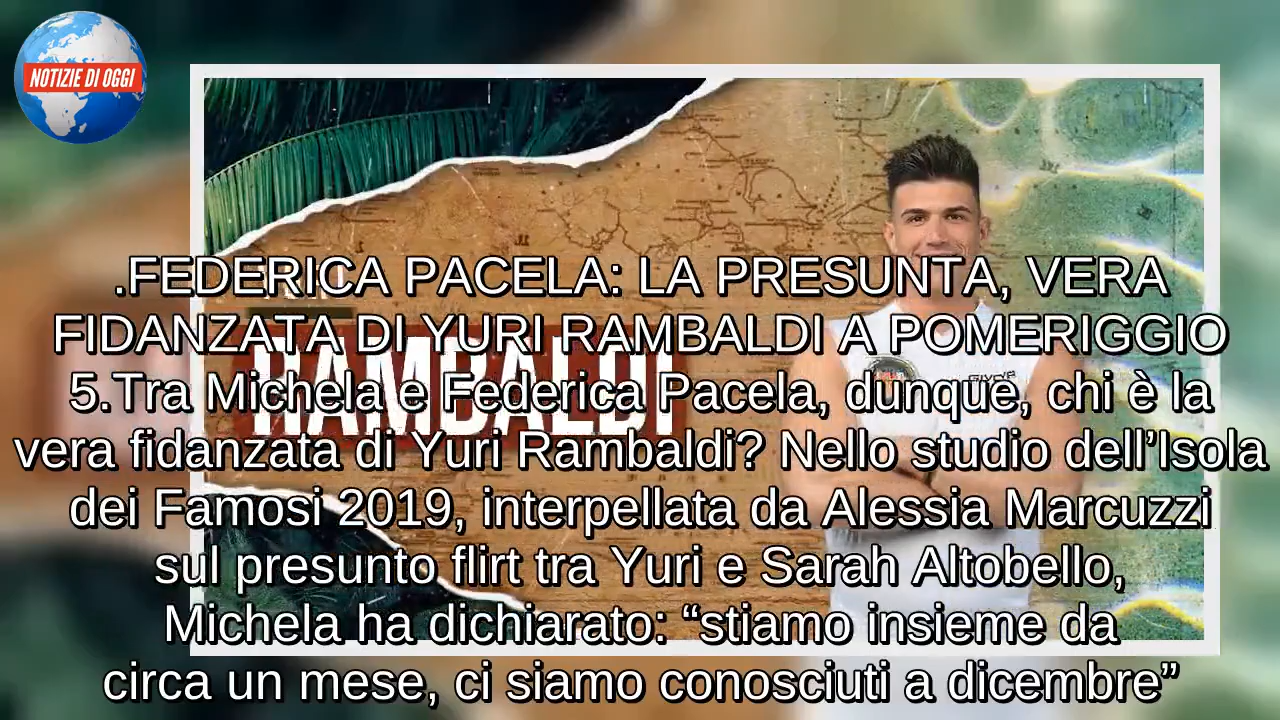 NOTIZIE DI OGGI
.FEDERICA PACELA: LA PRESUNTA, VERA
FIDANZATA DI YURI RAMBALDI A POMERIGGIO
5.Tra Michela e Federica Pacela, dunque, chi è la
vera fidanzata di Yuri Rambaldi? Nello studio dell’Isola
dei Famosi 2019, interpellata da Alessia Marcuzzi
sul presunto flirt tra Yuri e Sarah Altobello,
Michela ha dichiarato: “stiamo insieme da
circa un mese, ci siamo conosciuti a dicembre”
RAMBALDI